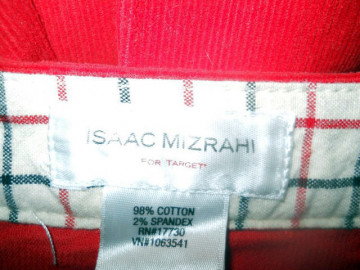 ISAAC MIZRAHI
FOR TARGET®
98% COTTON
2% SPANDEX
RN#17730
VN#1063541